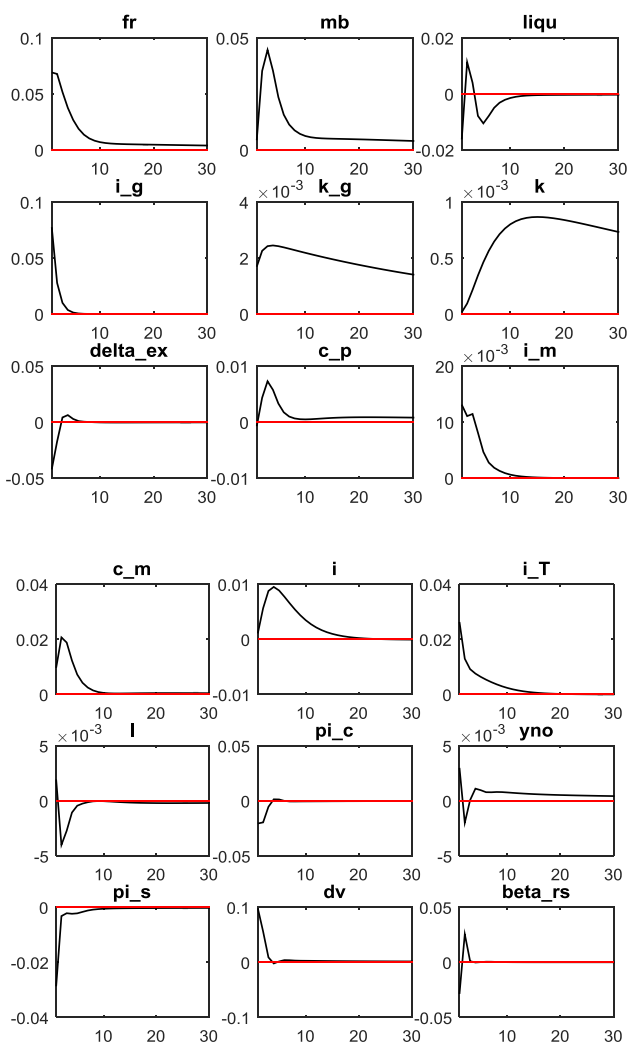 fr mb liqu
0.1 0.05 0.02
0.05 0
0 0 -0.02
10 20 30 10 20 30 10 20 30
i_g k_g k
0.1 4 ×10-3 1 ×10-3
0.05 2 0.5
0 0 0
10 20 30 10 20 30 10 20 30
delta_ex c_p i_m
0.05 0.01 20 ×10-3
0 0 10
-0.05 -0.01 0
10 20 30 10 20 30 10 20 30
c_m i i_T
0.04 0.01 0.04
0.02 0 0.02
0 -0.01 0
10 20 30 10 20 30 10 20 30
l pi_c yno
5 ×10-3 0.05 5 ×10-3
0 0 0
-5 -0.05 -5
10 20 30 10 20 30 10 20 30
pi_s dv beta_rs
0 0.1 0.05
-0.02 0 0
-0.04 -0.1 -0.05
10 20 30 10 20 30 10 20 30